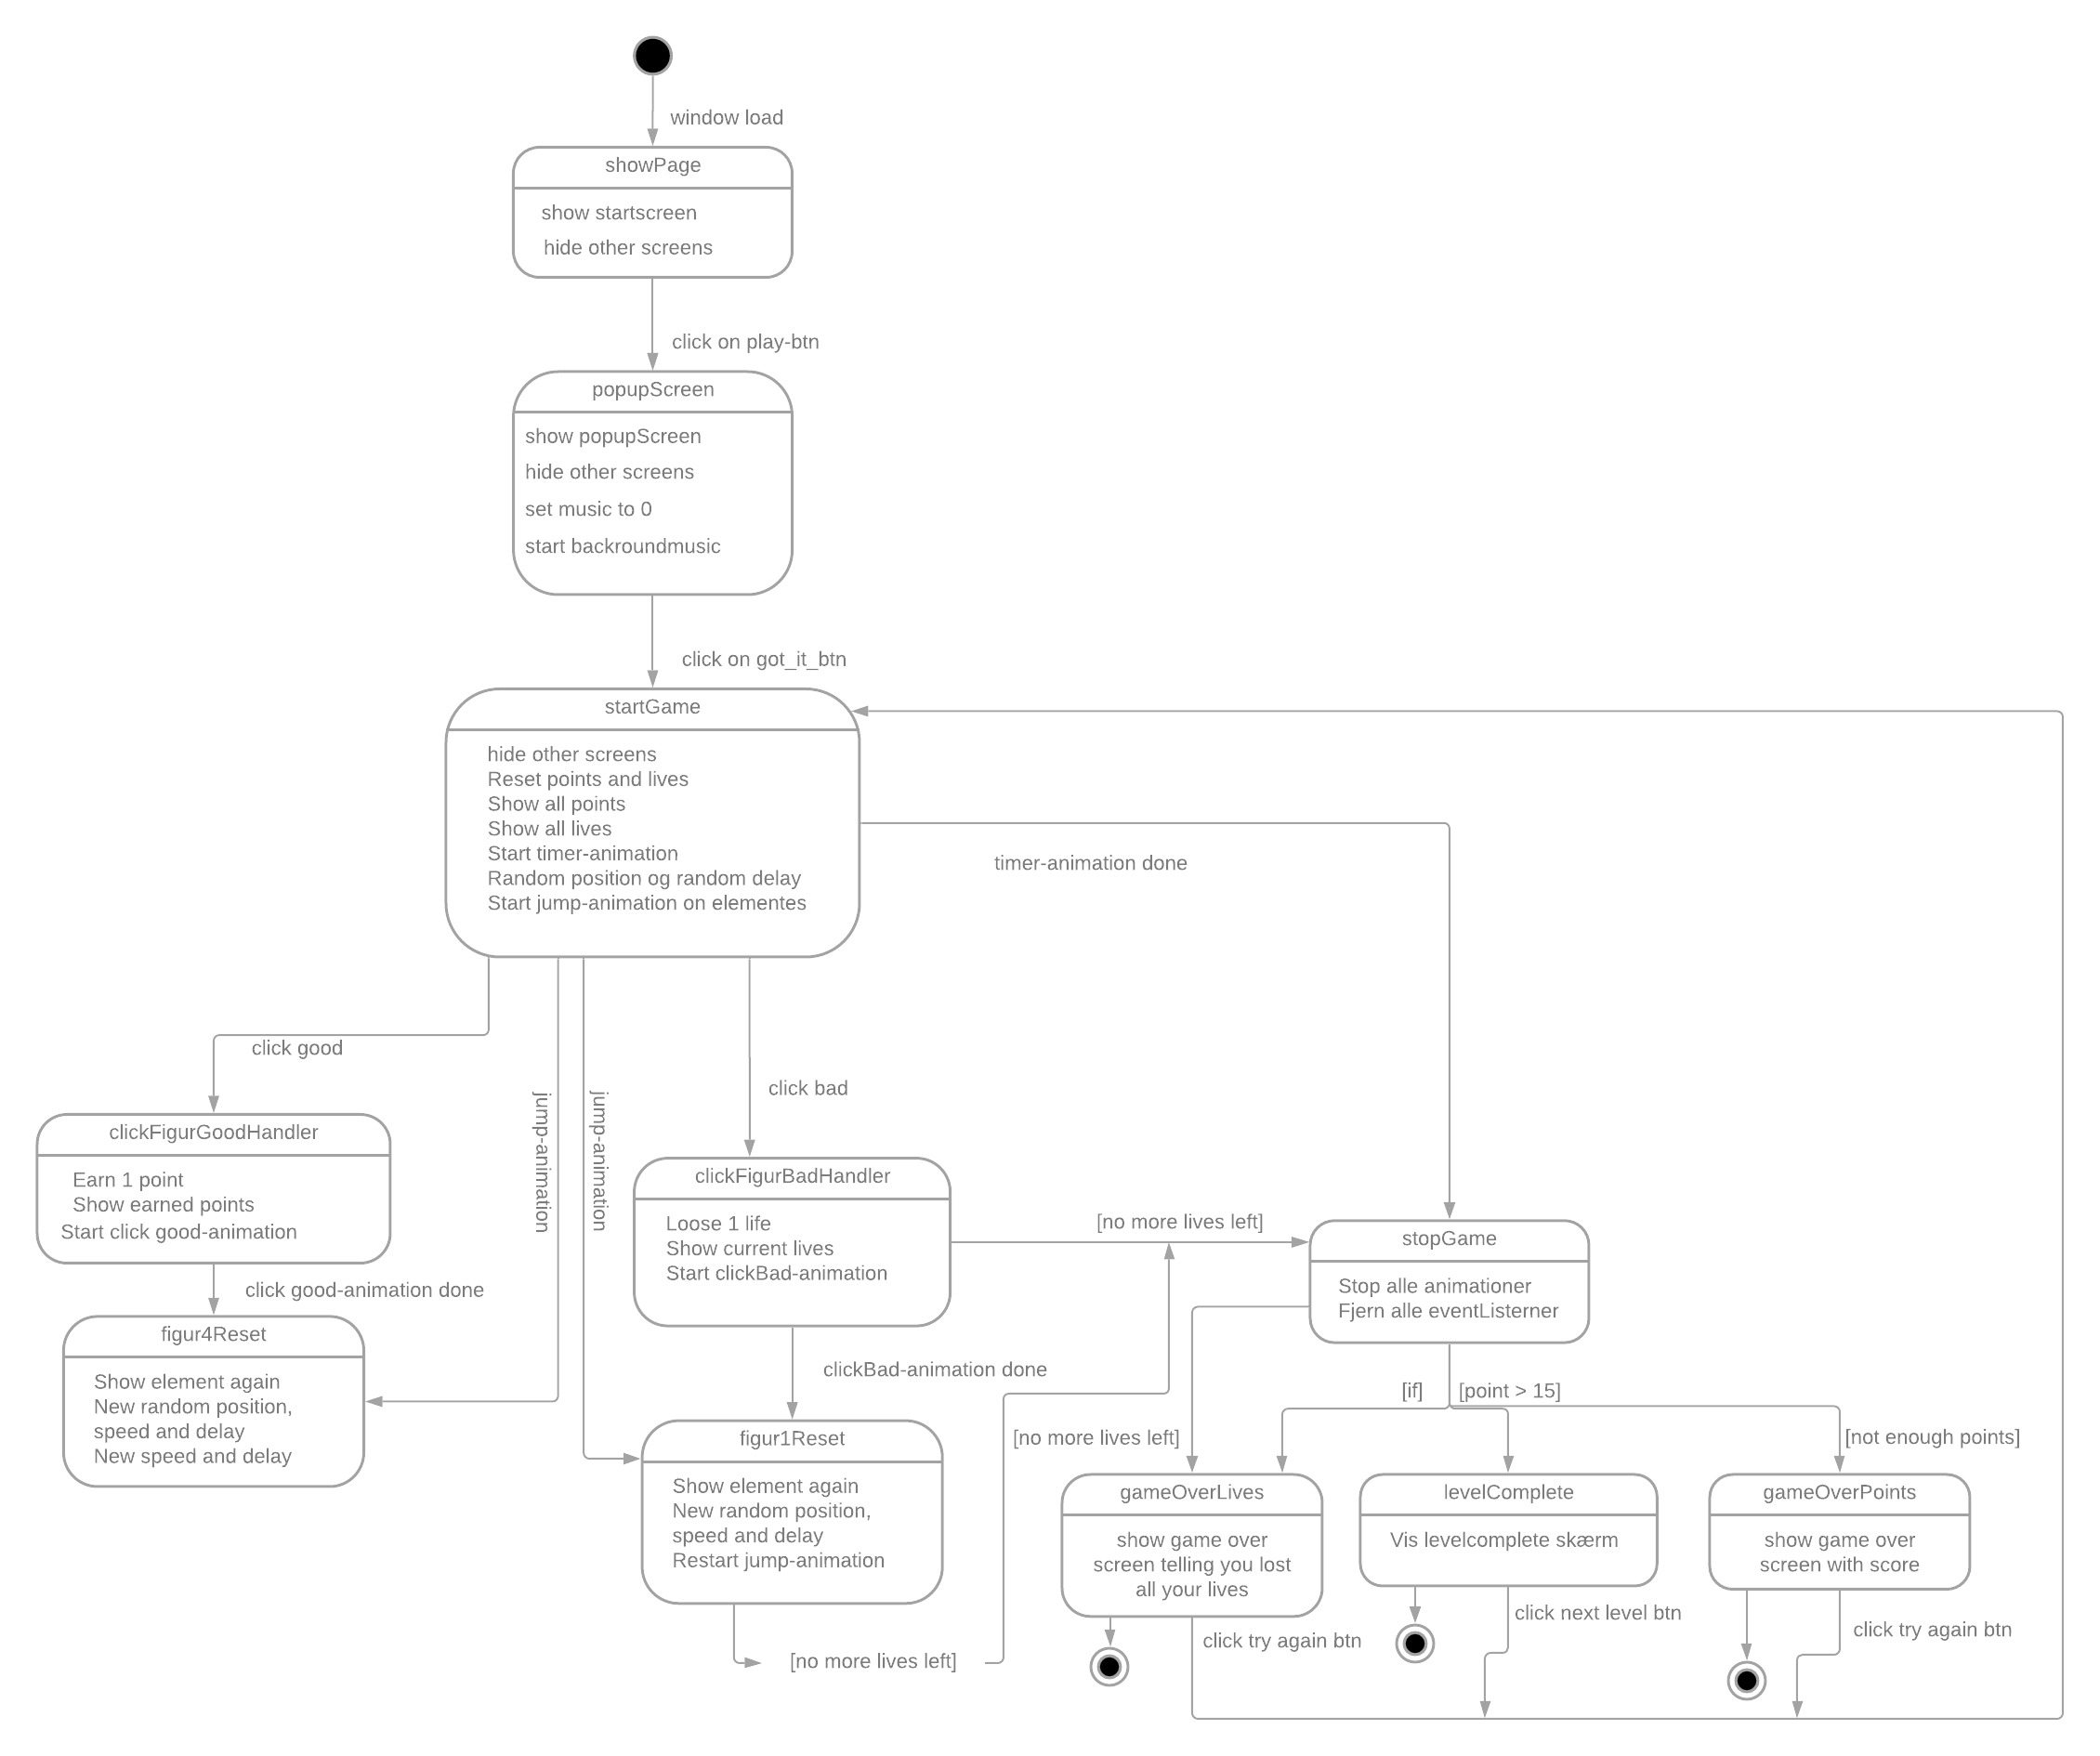 window load
showPage
show startscreen
hide other screens
click on play-btn
popupScreen
show popupScreen
hide other screens
set music to 0
start backroundmusic
click on got_it_btn
startGame
hide other screens
Reset points and lives
Show all points
Show all lives
Start timer-animation
Random position og random delay
Start jump-animation on elementes
timer-animation done
click good
jump-animation
jump-animation
click bad
clickFigurGoodHandler
Earn 1 point
Show earned points
Start click good-animation
click good-animation done
figur4Reset
Show element again
New random position,
speed and delay
New speed and delay
clickFigurBadHandler
Loose 1 life
Show current lives
Start clickBad-animation
[no more lives left]
clickBad-animation done
figur1Reset
Show element again
New random position,
speed and delay
Restart jump-animation
[no more lives left]
stopGame
Stop alle animationer
Fjern alle eventListerner
[if]
[point > 15]
[no more lives left]
[not enough points]
gameOverLives
show game over
screen telling you lost
all your lives
click try again btn
levelComplete
Vis levelcomplete skærm
click next level btn
gameOverPoints
show game over
screen with score
click try again btn